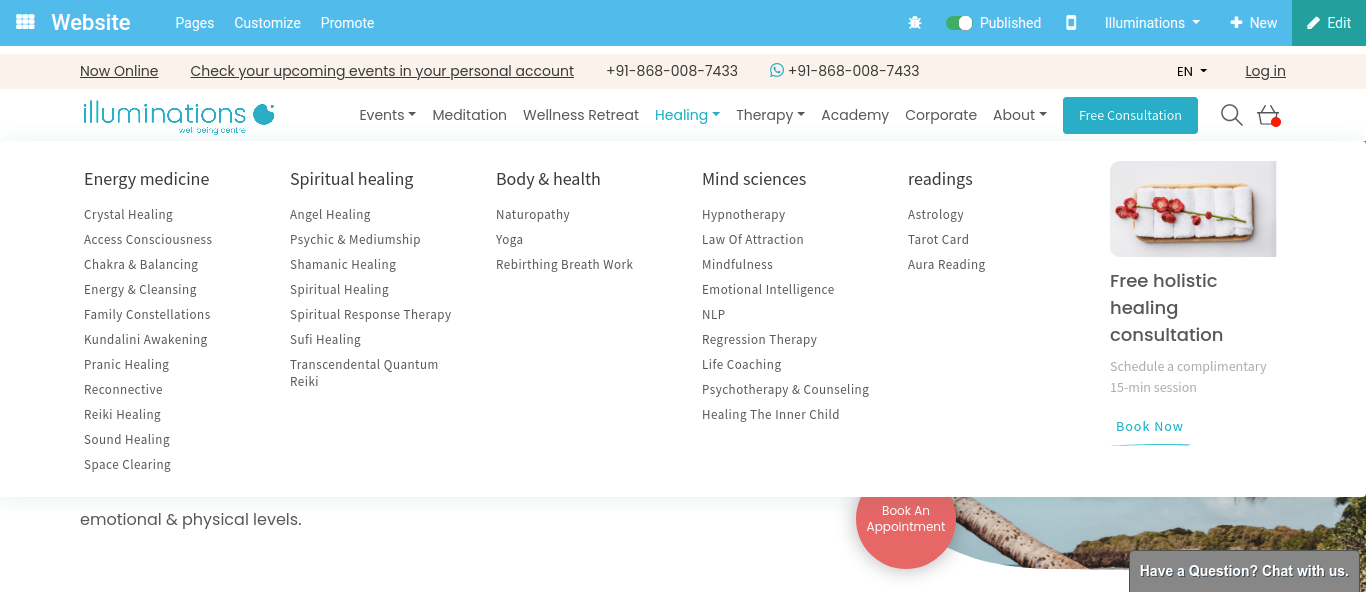 Website Pages Customize Promote Published Illuminations New Edit
Now Online Check your upcoming events in your personal account +91-868-008-7433 +91-868-008-7433 EN Log in
illuminations
well being centre
Events Meditation Wellness Retreat Healing Therapy Academy Corporate About Free Consultation
Energy medicine
Crystal Healing
Access Consciousness
Chakra & Balancing
Energy & Cleansing
Family Constellations
Kundalini Awakening
Pranic Healing
Reconnective
Reiki Healing
Sound Healing
Space Clearing
Spiritual healing
Angel Healing
Psychic & Mediumship
Shamanic Healing
Spiritual Healing
Spiritual Response Therapy
Sufi Healing
Transcendental Quantum
Reiki
Body & health
Naturopathy
Yoga
Rebirthing Breath Work
Mind sciences
Hypnotherapy
Law Of Attraction
Mindfulness
Emotional Intelligence
NLP
Regression Therapy
Life Coaching
Psychotherapy & Counseling
Healing The Inner Child
readings
Astrology
Tarot Card
Aura Reading
Free holistic
healing
consultation
Schedule a complimentary
15-min session
Book Now
emotional & physical levels.
Book An
Appointment
Have a Question? Chat with us.